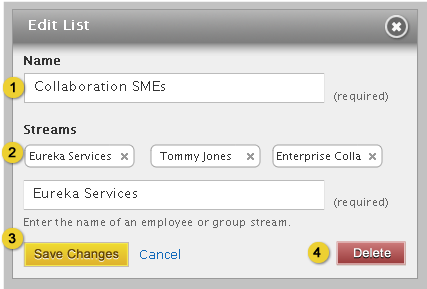 Edit List
Name
1 Collaboration SMEs (required)
Streams
2 Eureka Services x Tommy Jones x Enterprise Colla x
Eureka Services (required)
Enter the name of an employee or group stream.
3 4
Save Changes Cancel Delete